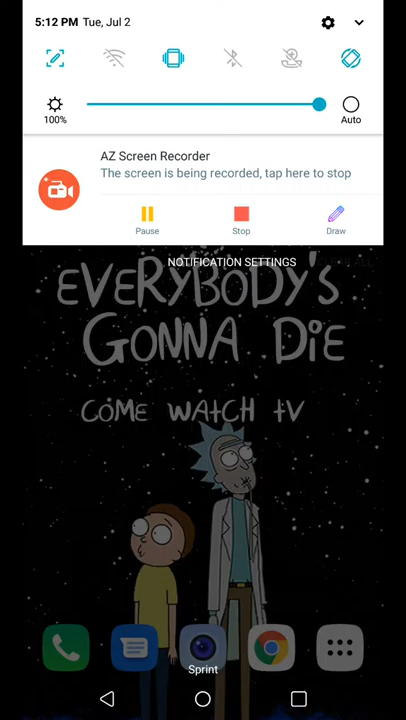 5:12 PM Tue, Jul 2
100%
Auto
AZ Screen Recorder
The screen is being recorded, tap here to stop
Pause
Stop
Draw
NOTIFICATION SETTINGS
EVERYBODY'S
GONNA DIE
COME WATCH TV
Sprint